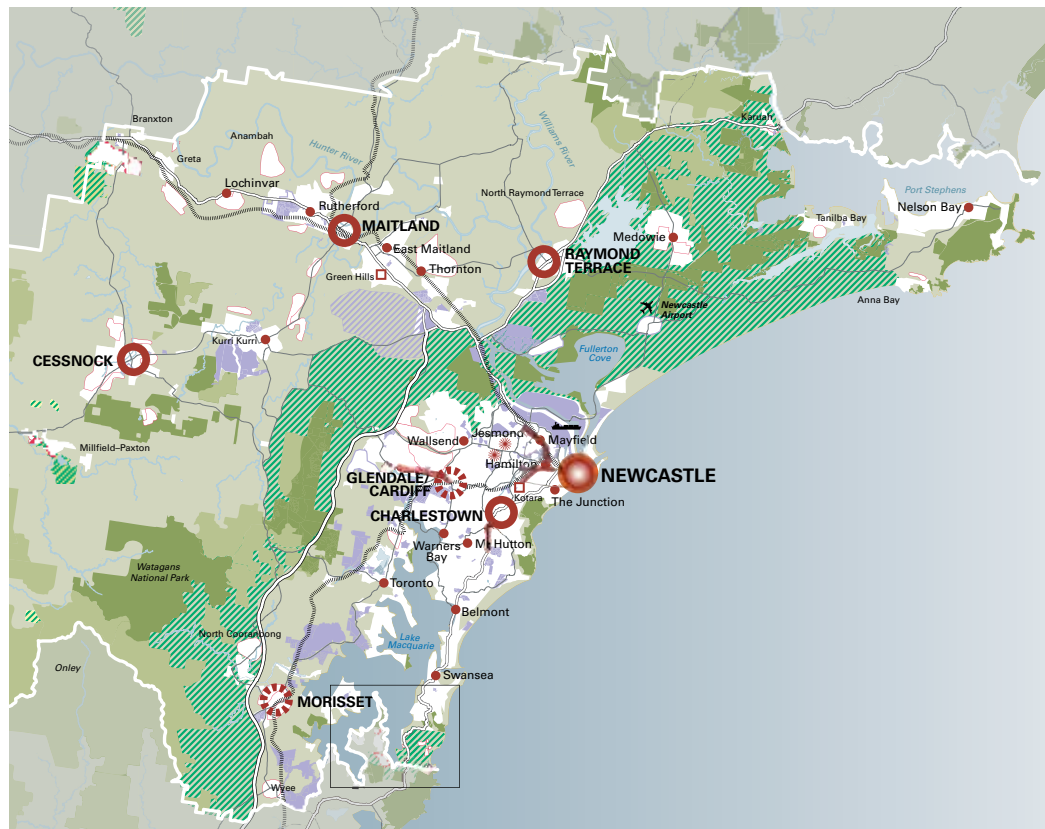 Branxton
Karuah
Anambah
Hunter River
Williams River
Greta
Lochinvar
North Raymond Terrace
Port Stephens
Rutherford
Nelson Bay
Tanilba Bay
MAITLAND
Medowie
East Maitland
RAYMOND
TERRACE
Thornton
Green Hills
Anna Bay
Newcastle
Airport
Kurri Kurri
Fullerton
Cove
CESSNOCK
Jesmond
Mayfield
Wallsend
Millfield–Paxton
Hamilton
NEWCASTLE
GLENDALE/
CARDIFF
Kotara
The Junction
CHARLESTOWN
Warners
Bay
Mt Hutton
Watagans
National Park
Toronto
Belmont
North Cooranbong
Lake
Macquarie
Onley
Swansea
MORISSET
Wyee